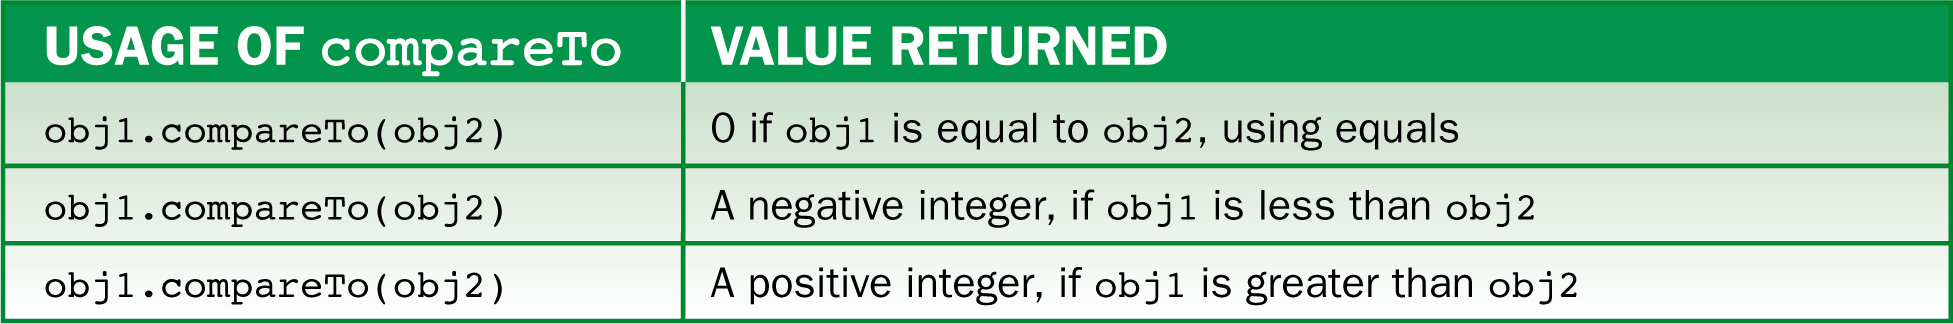 USAGE OF compareTo VALUE RETURNED
obj1.compareTo(obj2) 0 if obj1 is equal to obj2, using equals
obj1.compareTo(obj2) A negative integer, if obj1 is less than obj2
obj1.compareTo(obj2) A positive integer, if obj1 is greater than obj2